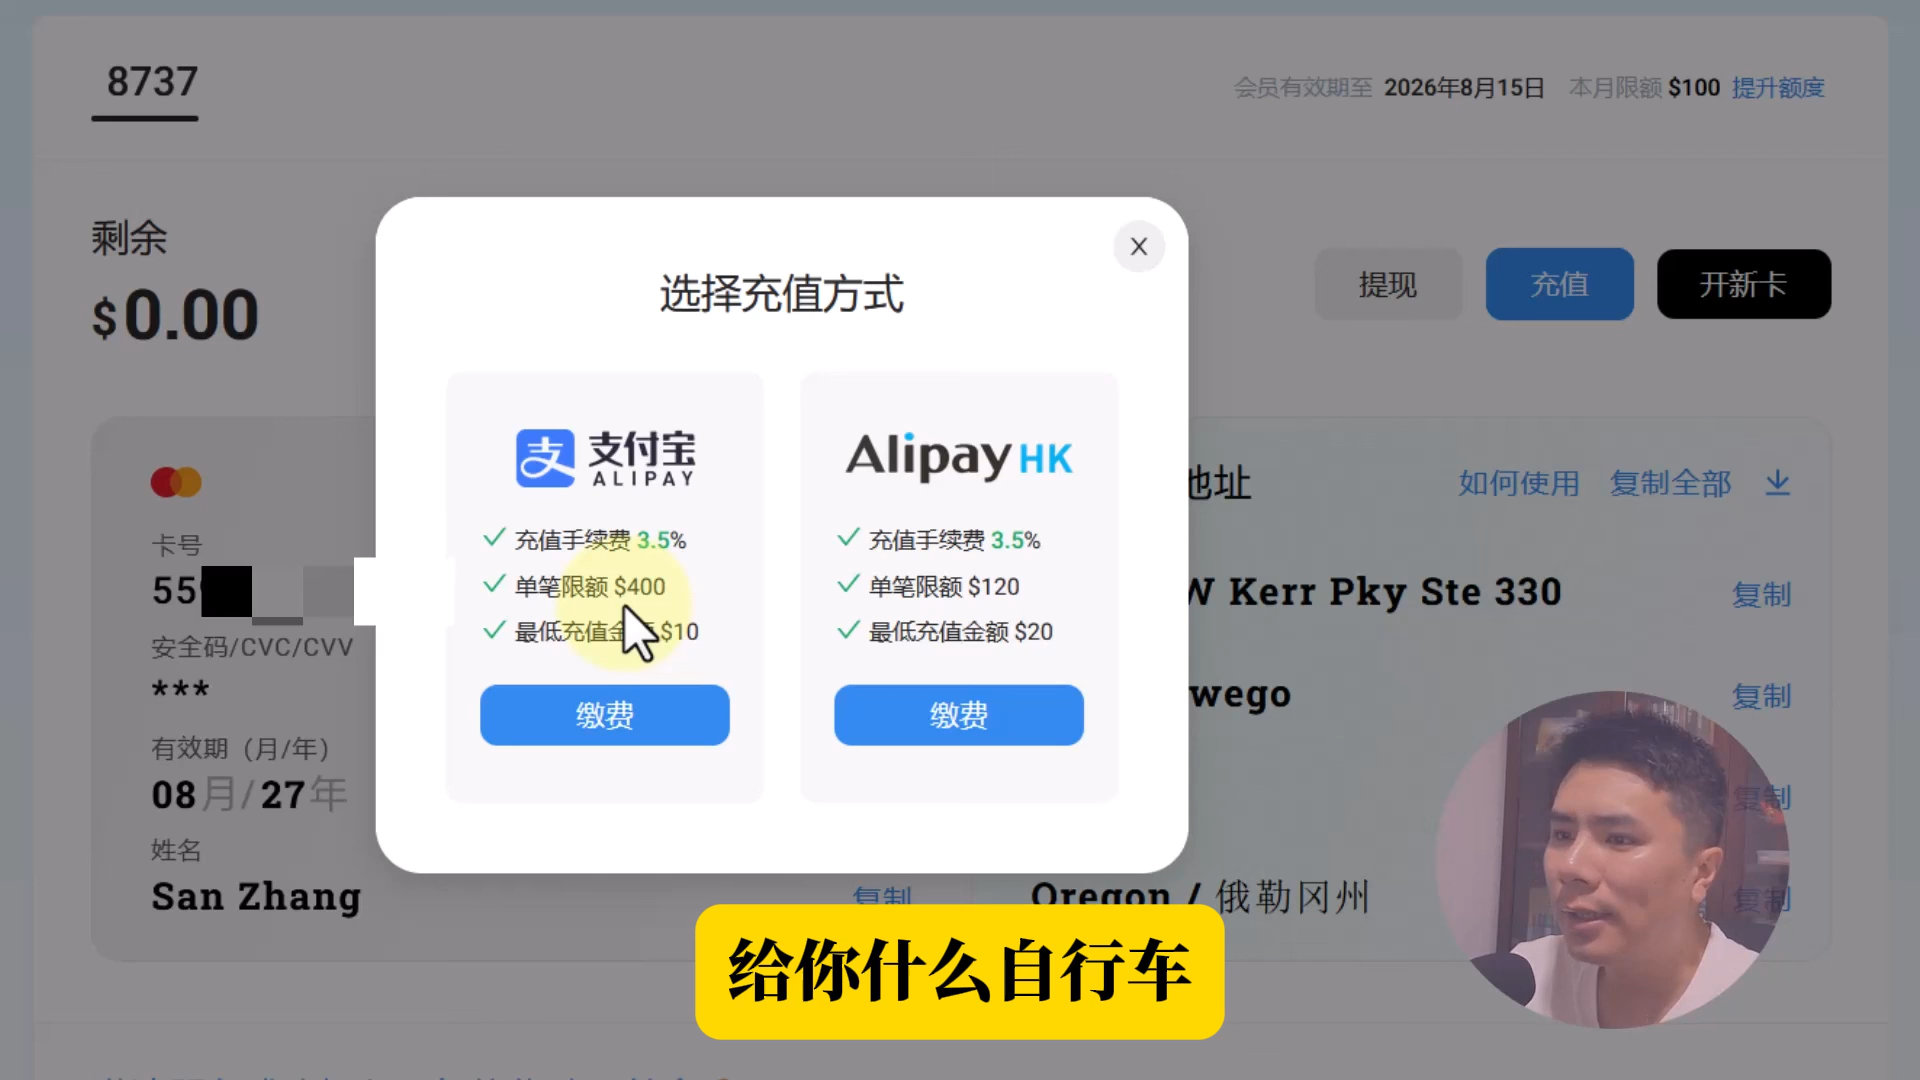 8737
会员有效期至 2026年8月15日 本月限额 $100 提升额度
剩余
$0.00
提现
充值
开新卡
选择充值方式
X
支 支付宝
ALIPAY
充值手续费 3.5%
单笔限额 $400
最低充值金 $10
缴费
Alipay HK
充值手续费 3.5%
单笔限额 $120
最低充值金额 $20
缴费
卡号
55
安全码/CVC/CVV
***
有效期（月/年）
08月/27年
姓名
San Zhang
复制
地址
如何使用 复制全部
Kerr Pky Ste 330 复制
wego 复制
复制
Oregon / 俄勒冈州 复制
给你什么自行车